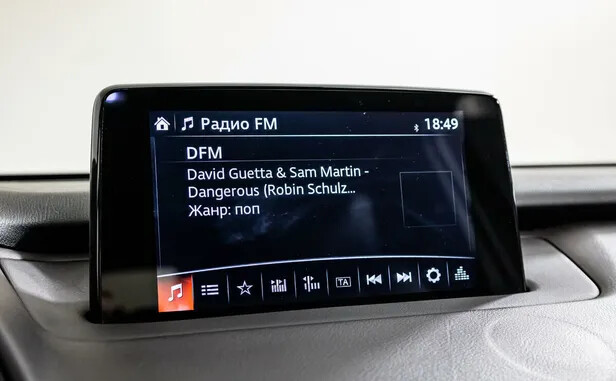 Радио FM
18:49
DFM
David Guetta & Sam Martin -
Dangerous (Robin Schulz...
Жанр: поп
TA